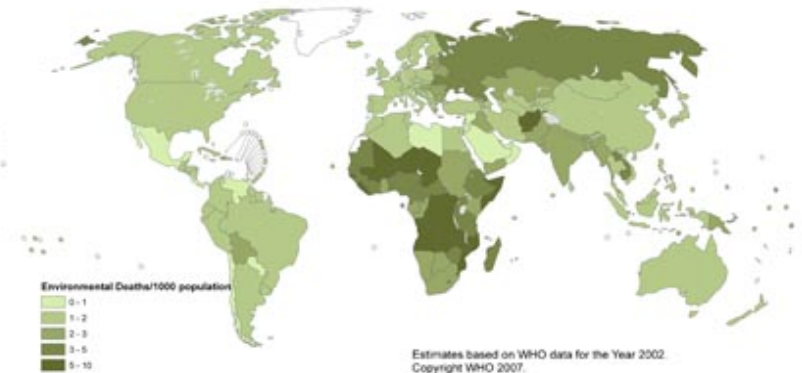 Environmental Deaths/1000 population
0 - 1
1 - 2
2 - 3
3 - 5
5 - 10
Estimates based on WHO data for the Year 2002.
Copyright WHO 2007.